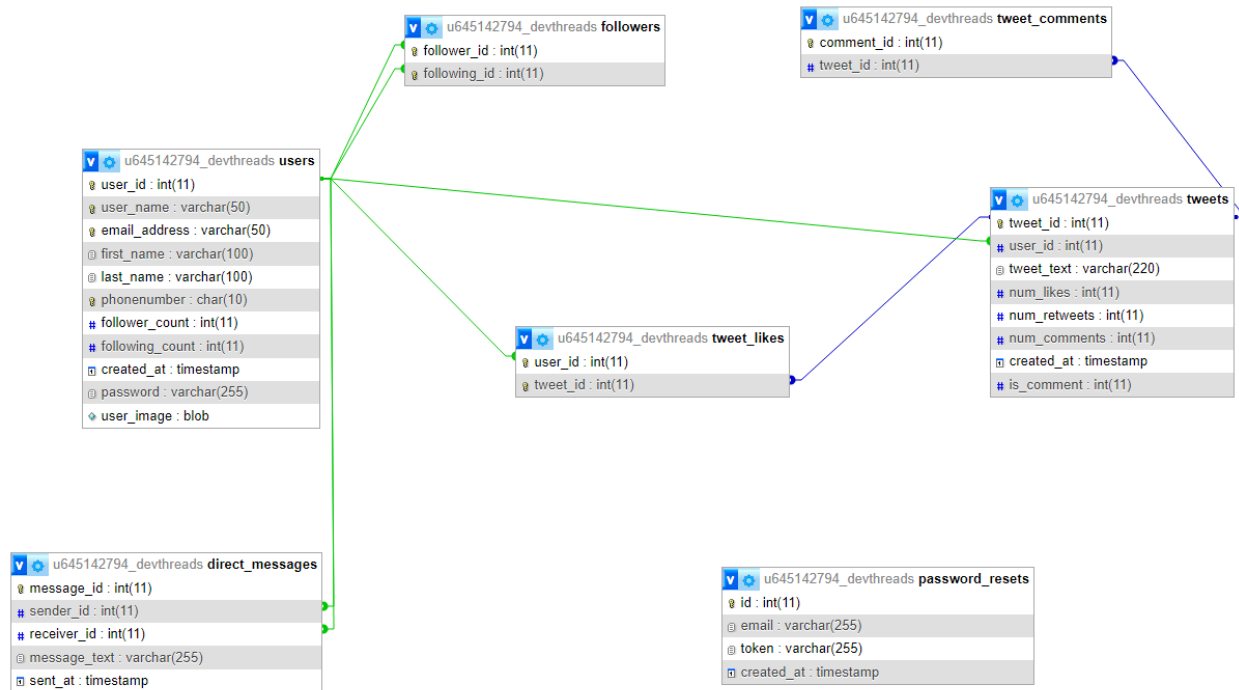 u645142794_devthreads followers
follower_id : int(11)
following_id : int(11)
u645142794_devthreads tweet_comments
comment_id : int(11)
tweet_id : int(11)
u645142794_devthreads users
user_id : int(11)
user_name : varchar(50)
email_address : varchar(50)
first_name : varchar(100)
last_name : varchar(100)
phonenumber : char(10)
follower_count : int(11)
following_count : int(11)
created_at : timestamp
password : varchar(255)
user_image : blob
u645142794_devthreads tweets
tweet_id : int(11)
user_id : int(11)
tweet_text : varchar(220)
num_likes : int(11)
num_retweets : int(11)
num_comments : int(11)
created_at : timestamp
is_comment : int(11)
u645142794_devthreads tweet_likes
user_id : int(11)
tweet_id : int(11)
u645142794_devthreads direct_messages
message_id : int(11)
sender_id : int(11)
receiver_id : int(11)
message_text : varchar(255)
sent_at : timestamp
u645142794_devthreads password_resets
id : int(11)
email : varchar(255)
token : varchar(255)
created_at : timestamp